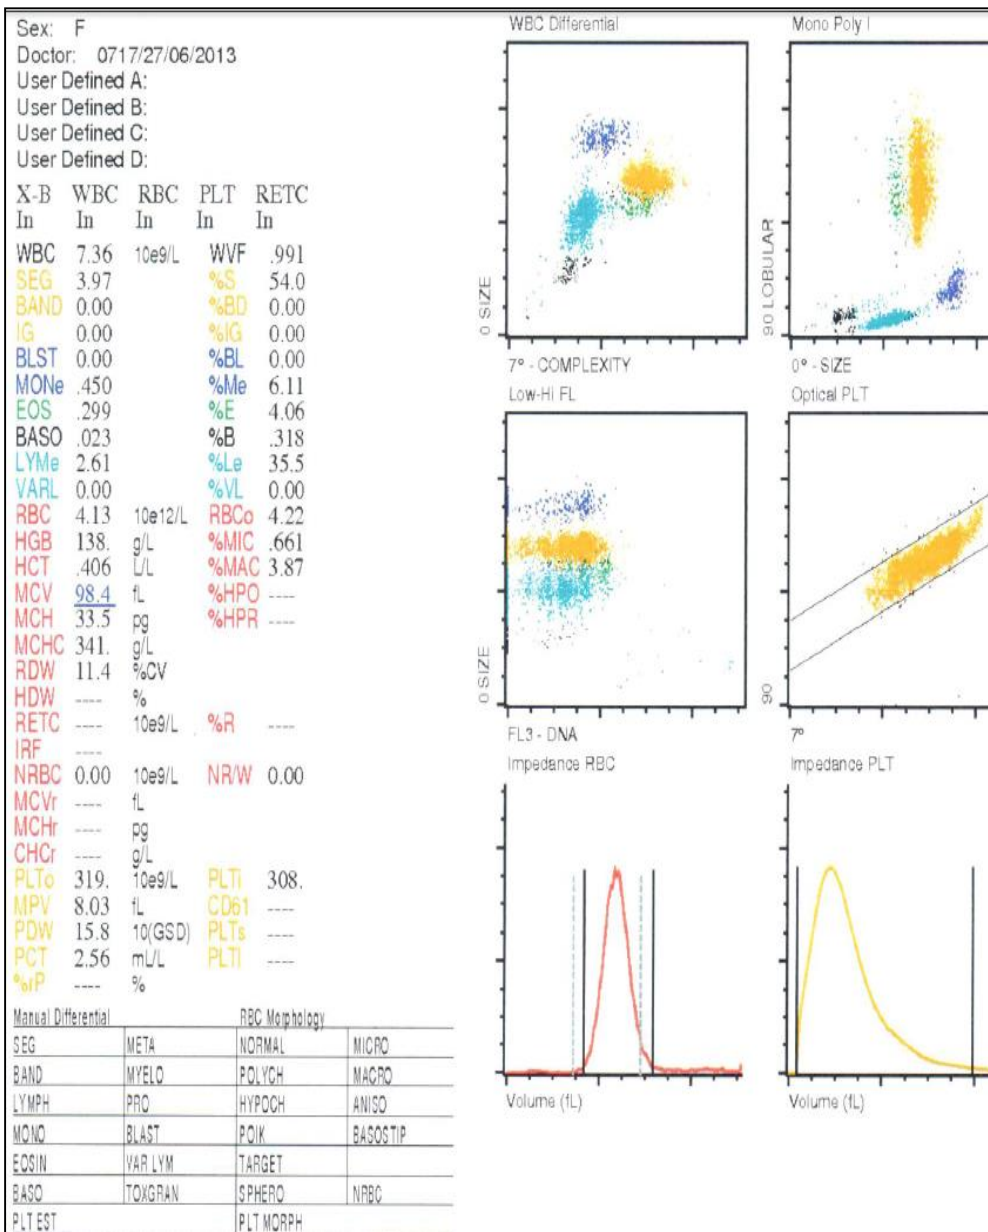 Sex: F
Doctor: 0717/27/06/2013
User Defined A:
User Defined B:
User Defined C:
User Defined D:
X-B WBC RBC PLT RETC
In In In In In
WBC 7.36 10e9/L WVF .991
SEG 3.97 %S 54.0
BAND 0.00 %BD 0.00
IG 0.00 %IG 0.00
BLST 0.00 %BL 0.00
MONe .450 %Me 6.11
EOS .299 %E 4.06
BASO .023 %B .318
LYMe 2.61 %Le 35.5
VARL 0.00 %VL 0.00
RBC 4.13 10e12/L RBCo 4.22
HGB 138. g/L %MIC .661
HCT .406 L/L %MAC 3.87
MCV 98.4 fL %HPO ----
MCH 33.5 pg %HPR ----
MCHC 341. g/L
RDW 11.4 %CV
HDW ---- %
RETC ---- 10e9/L %R ----
IRF ----
NRBC 0.00 10e9/L NR/W 0.00
MCVr ---- fL
MCHr ---- pg
CHCr ---- g/L
PLTo 319. 10e9/L PLTi 308.
MPV 8.03 fL CD61 ----
PDW 15.8 10(GSD) PLTs ----
PCT 2.56 mL/L PLTI ----
%rP ---- %
Manual Differential RBC Morphology
SEG META NORMAL MICRO
BAND MYELO POLYCH MACRO
LYMPH PRO HYPOCH ANISO
MONO BLAST POIK BASOSTIP
EOSIN VAR LYM TARGET
BASO TOXGRAN SPHERO NRBC
PLT EST PLT MORPH
WBC Differential
0 SIZE
7° - COMPLEXITY
Mono Poly I
90 LOBULAR
0° - SIZE
Low-Hi FL
0 SIZE
FL3 - DNA
Optical PLT
90
7°
Impedance RBC
Volume (fL)
Impedance PLT
Volume (fL)